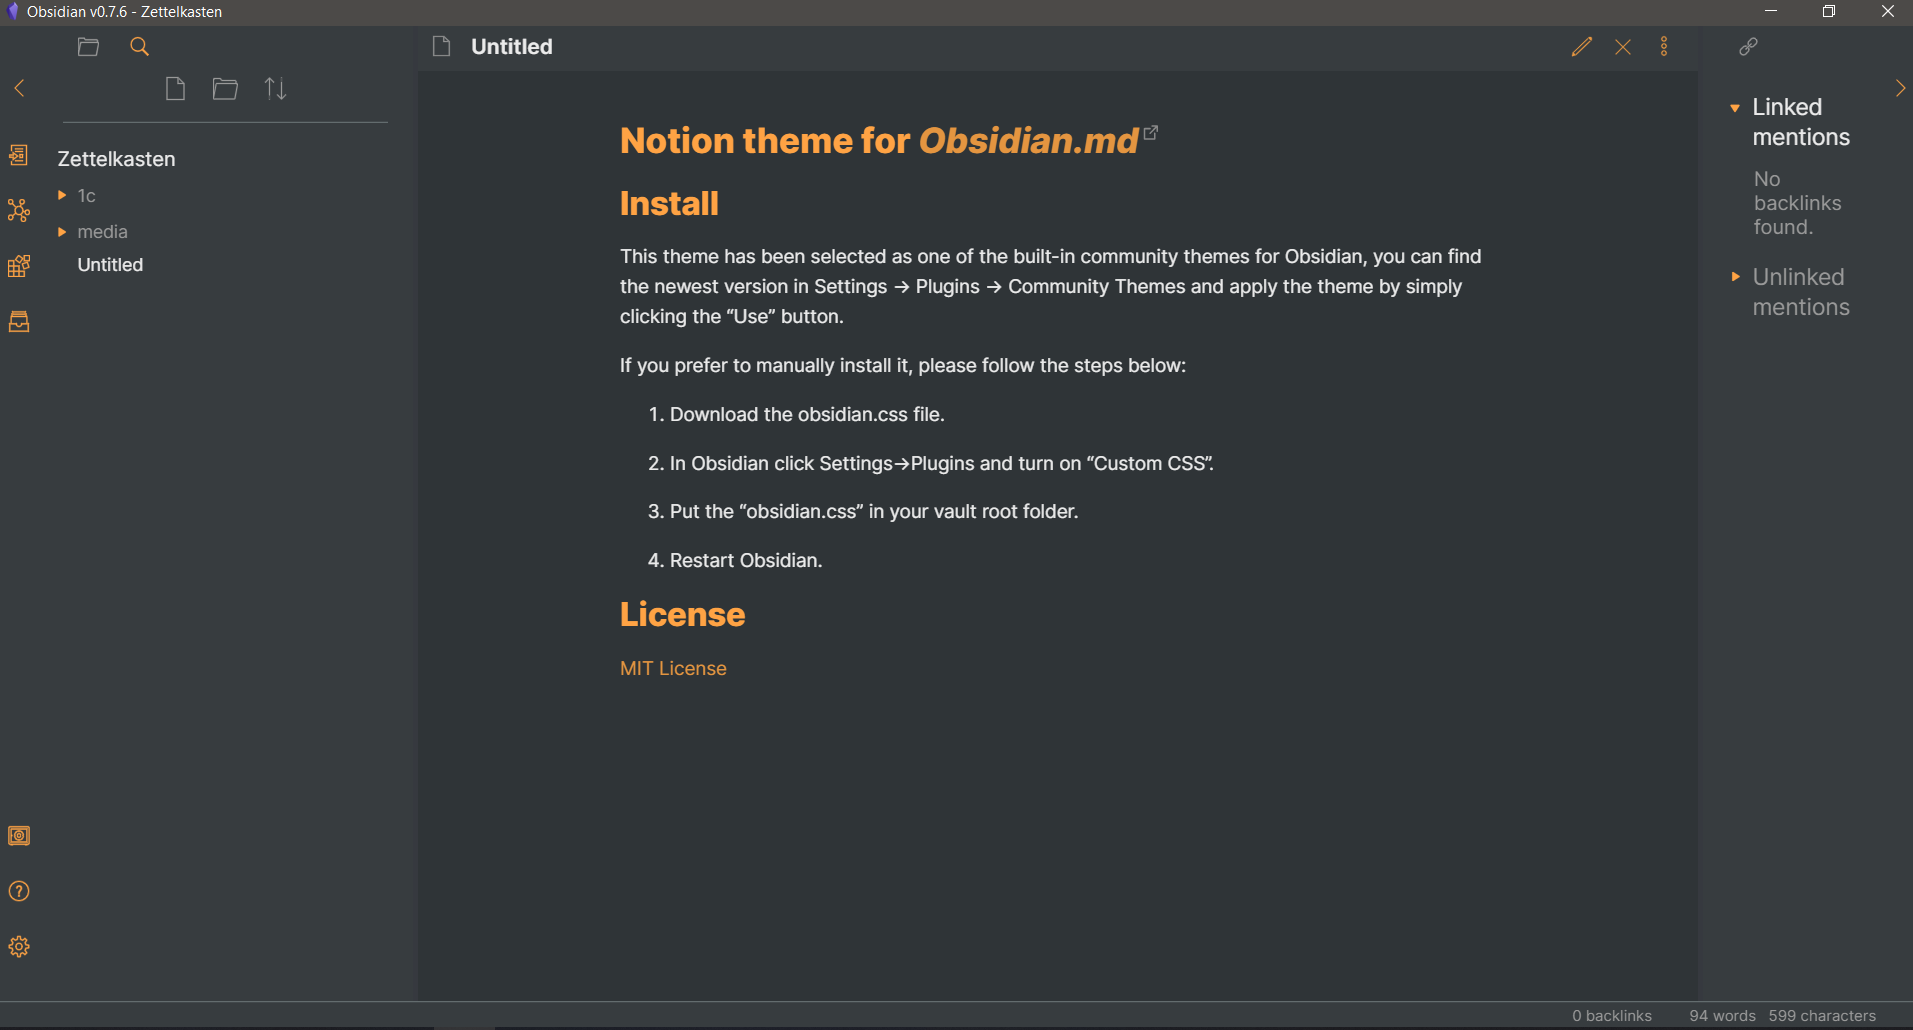 Obsidian v0.7.6 - Zettelkasten
Untitled
Zettelkasten
1c
media
Untitled
Notion theme for Obsidian.md
Install
This theme has been selected as one of the built-in community themes for Obsidian, you can find
the newest version in Settings → Plugins → Community Themes and apply the theme by simply
clicking the “Use” button.
If you prefer to manually install it, please follow the steps below:
1. Download the obsidian.css file.
2. In Obsidian click Settings→Plugins and turn on “Custom CSS”.
3. Put the “obsidian.css” in your vault root folder.
4. Restart Obsidian.
License
MIT License
Linked
mentions
No
backlinks
found.
Unlinked
mentions
0 backlinks
94 words
599 characters